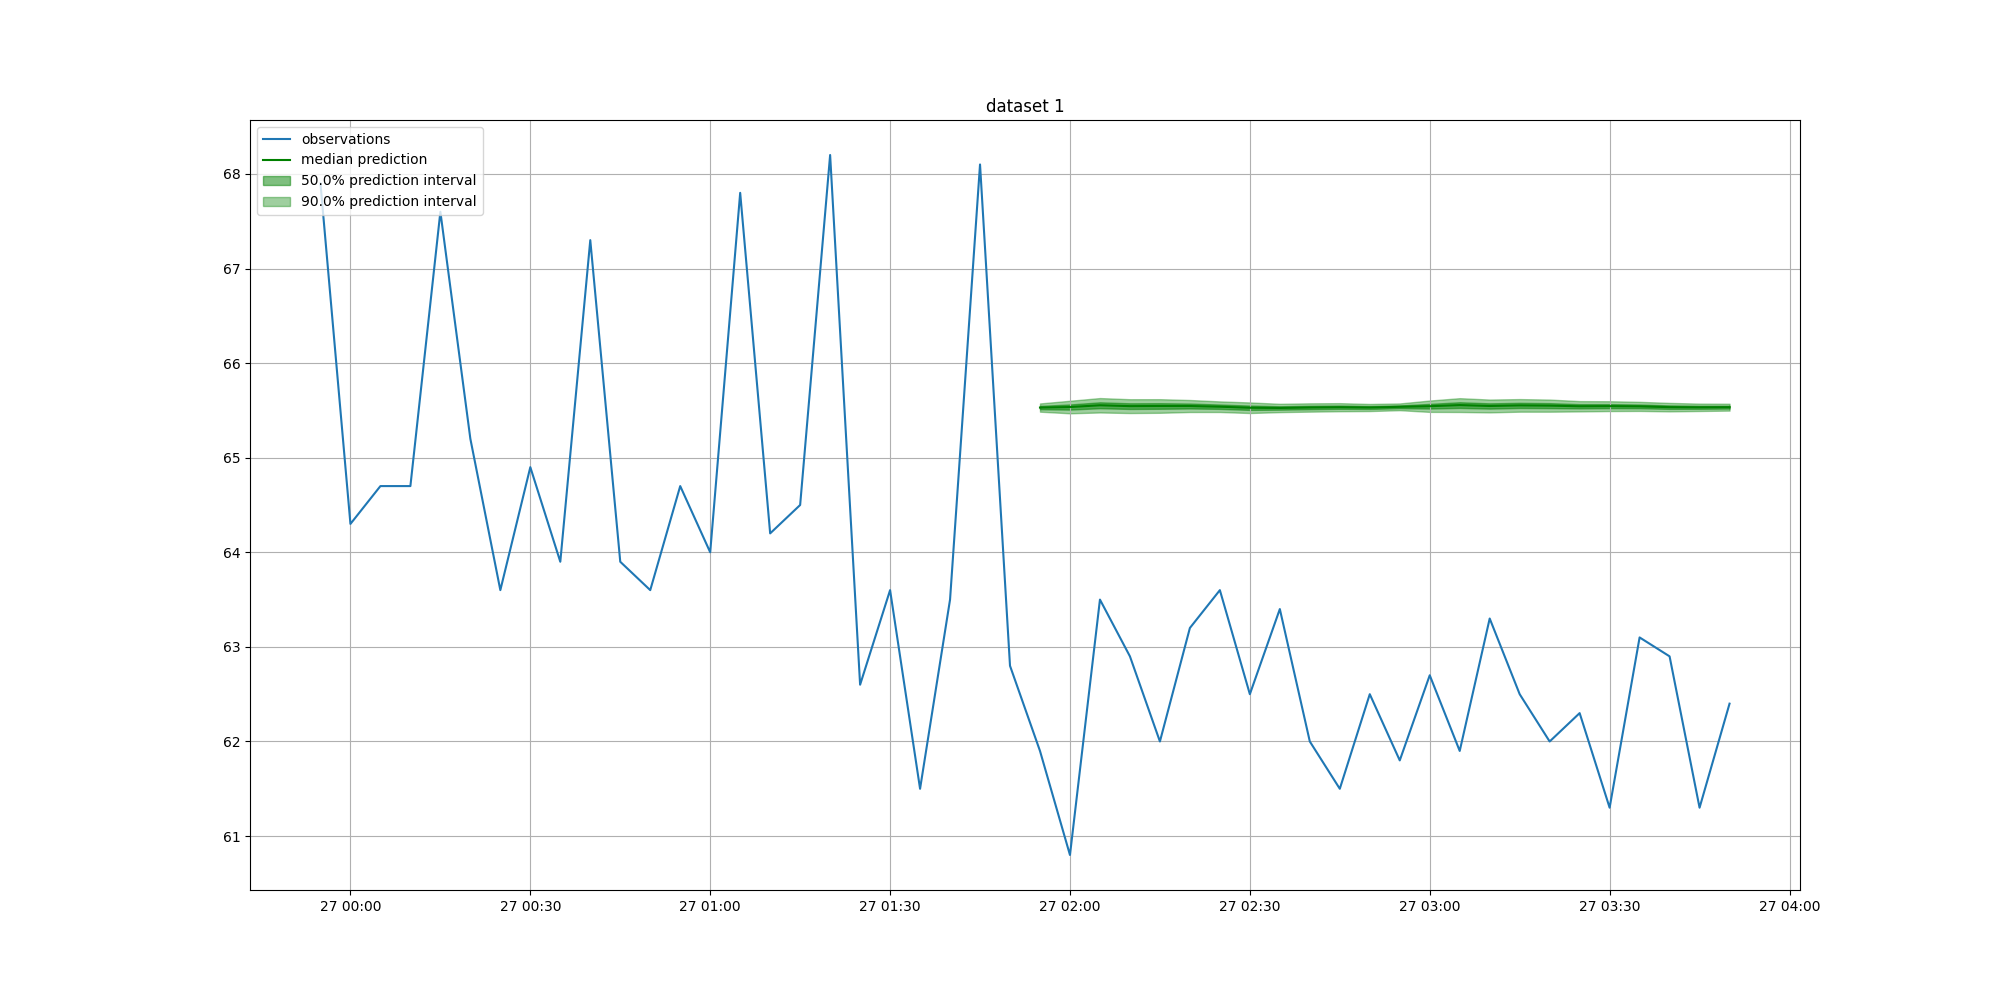 dataset 1
observations
median prediction
50.0% prediction interval
90.0% prediction interval
68
67
66
65
64
63
62
61
27 00:00 27 00:30 27 01:00 27 01:30 27 02:00 27 02:30 27 03:00 27 03:30 27 04:00